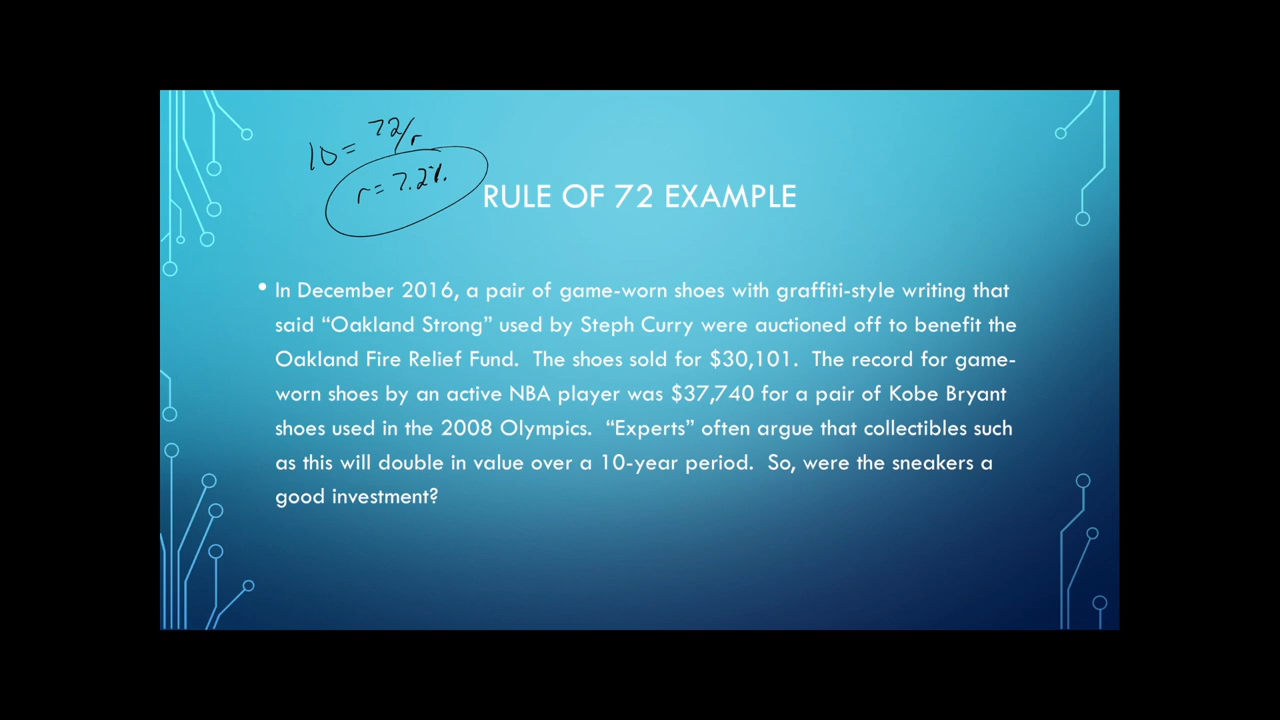 10 = 72/r
r = 7.2%
RULE OF 72 EXAMPLE
• In December 2016, a pair of game-worn shoes with graffiti-style writing that
said “Oakland Strong” used by Steph Curry were auctioned off to benefit the
Oakland Fire Relief Fund.  The shoes sold for $30,101.  The record for game-
worn shoes by an active NBA player was $37,740 for a pair of Kobe Bryant
shoes used in the 2008 Olympics.  “Experts” often argue that collectibles such
as this will double in value over a 10-year period.  So, were the sneakers a
good investment?